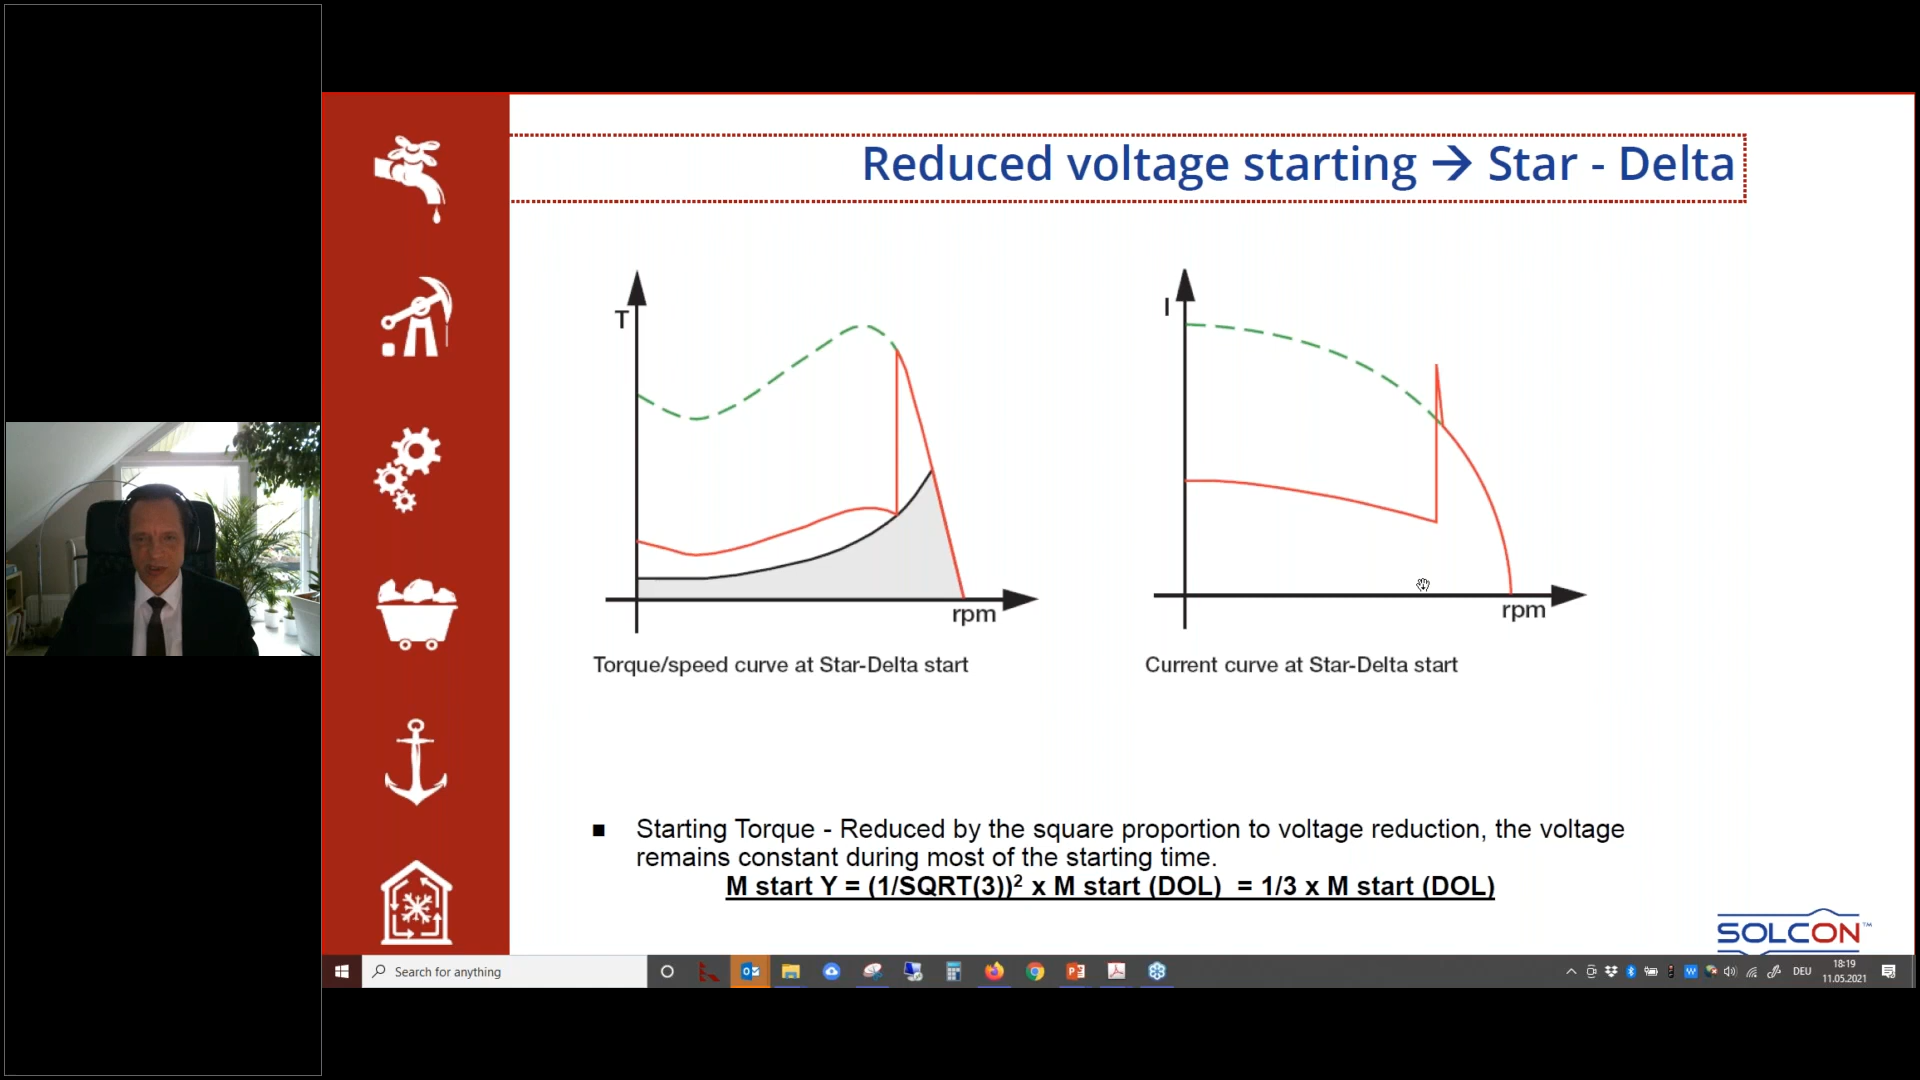 Reduced voltage starting → Star - Delta
T
rpm
Torque/speed curve at Star-Delta start
I
rpm
Current curve at Star-Delta start
■ Starting Torque - Reduced by the square proportion to voltage reduction, the voltage
remains constant during most of the starting time.
M start Y = (1/SQRT(3))² x M start (DOL) = 1/3 x M start (DOL)
SOLCON™
Search for anything
DEU
18:19
11.05.2021